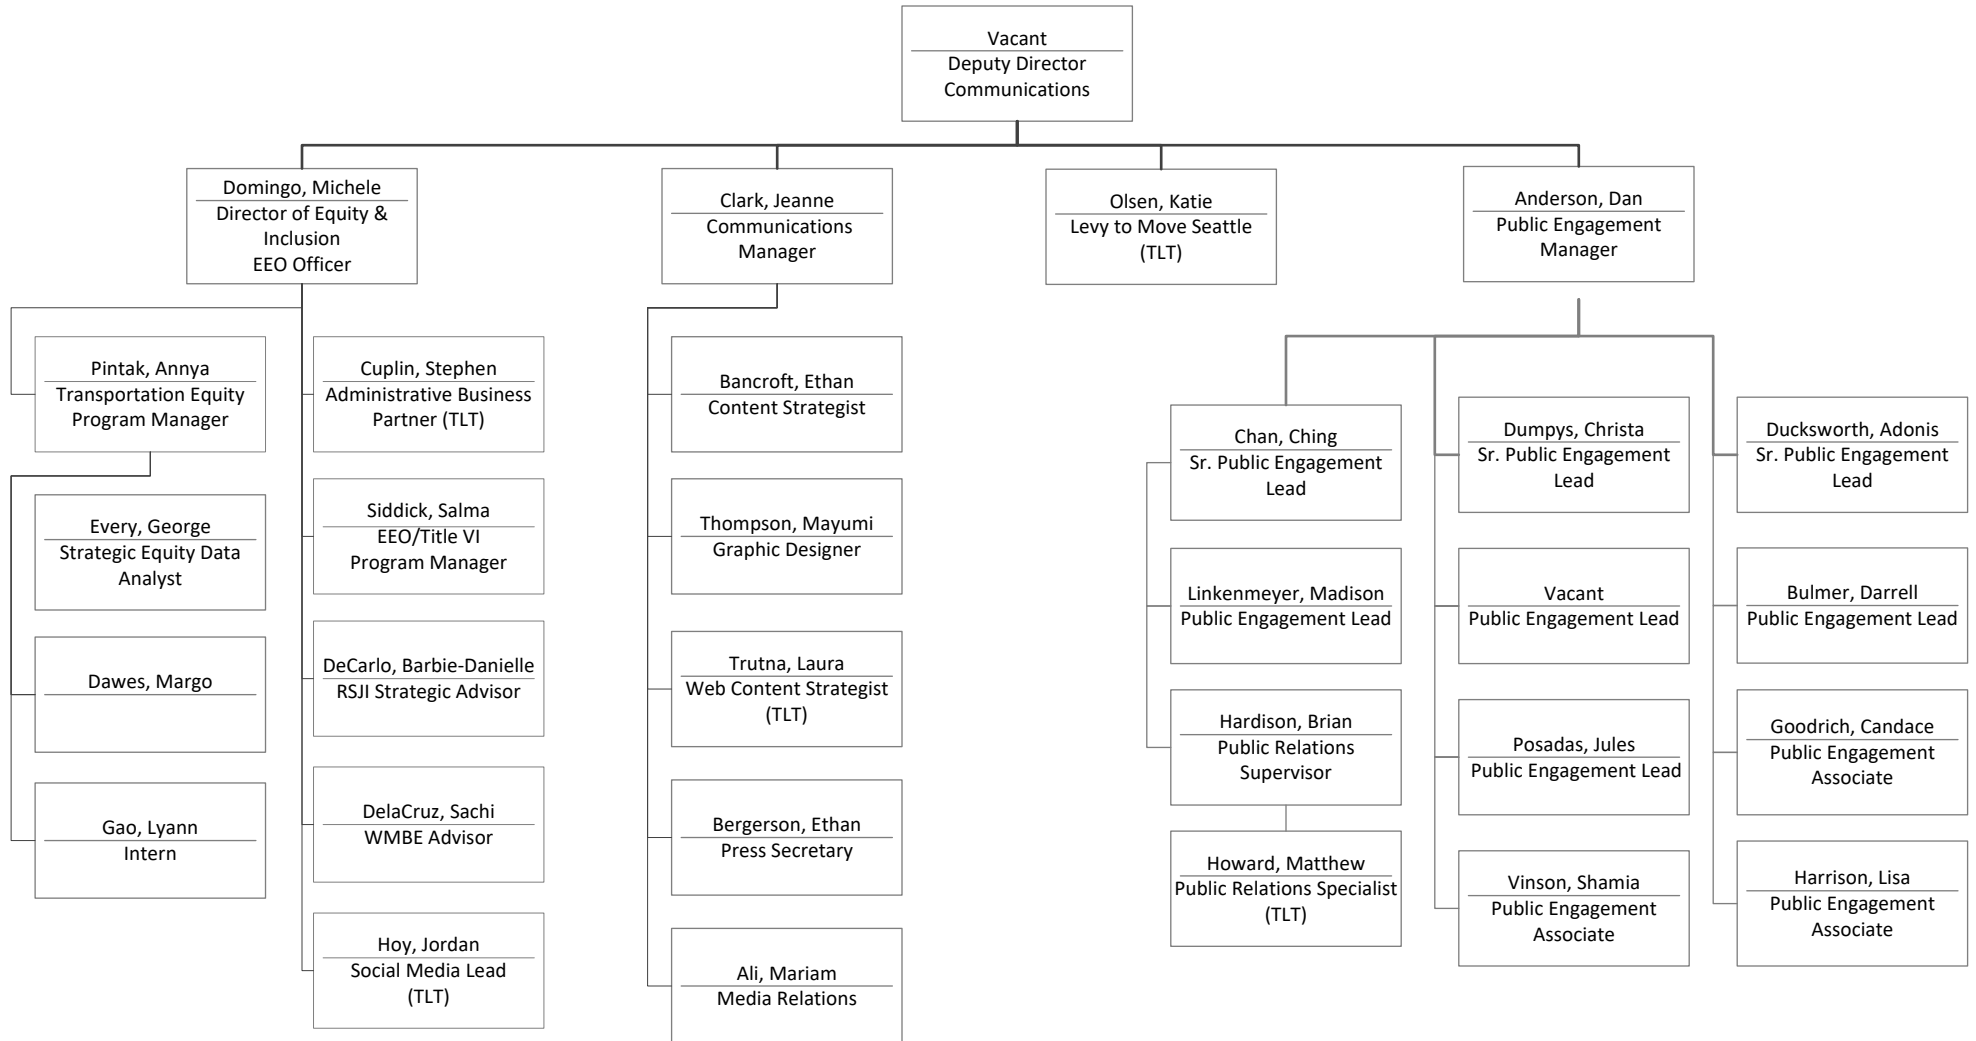 Vacant
Deputy Director
Communications
Domingo, Michele
Director of Equity &
Inclusion
EEO Officer
Clark, Jeanne
Communications
Manager
Olsen, Katie
Levy to Move Seattle
(TLT)
Anderson, Dan
Public Engagement
Manager
Pintak, Annya
Transportation Equity
Program Manager
Every, George
Strategic Equity Data
Analyst
Dawes, Margo
Gao, Lyann
Intern
Cuplin, Stephen
Administrative Business
Partner (TLT)
Siddick, Salma
EEO/Title VI
Program Manager
DeCarlo, Barbie-Danielle
RSJI Strategic Advisor
DelaCruz, Sachi
WMBE Advisor
Hoy, Jordan
Social Media Lead
(TLT)
Bancroft, Ethan
Content Strategist
Thompson, Mayumi
Graphic Designer
Trutna, Laura
Web Content Strategist
(TLT)
Bergerson, Ethan
Press Secretary
Ali, Mariam
Media Relations
Chan, Ching
Sr. Public Engagement
Lead
Linkenmeyer, Madison
Public Engagement Lead
Hardison, Brian
Public Relations
Supervisor
Howard, Matthew
Public Relations Specialist
(TLT)
Dumpys, Christa
Sr. Public Engagement
Lead
Vacant
Public Engagement Lead
Posadas, Jules
Public Engagement Lead
Vinson, Shamia
Public Engagement
Associate
Ducksworth, Adonis
Sr. Public Engagement
Lead
Bulmer, Darrell
Public Engagement Lead
Goodrich, Candace
Public Engagement
Associate
Harrison, Lisa
Public Engagement
Associate